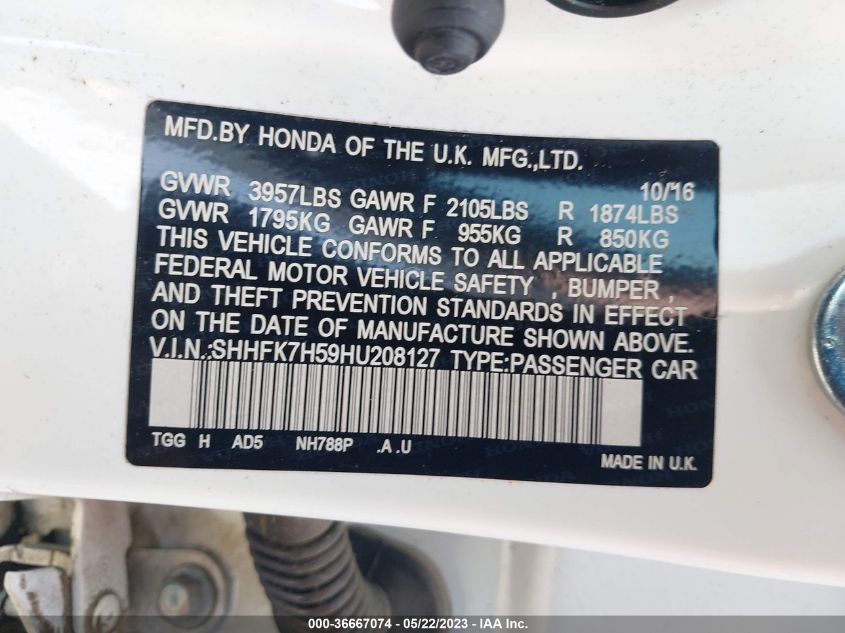 MFD.BY HONDA OF THE U.K. MFG.,LTD.
10/16
GVWR 3957LBS GAWR F 2105LBS R 1874LBS
GVWR 1795KG GAWR F 955KG R 850KG
THIS VEHICLE CONFORMS TO ALL APPLICABLE
FEDERAL MOTOR VEHICLE SAFETY , BUMPER ,
AND THEFT PREVENTION STANDARDS IN EFFECT
ON THE DATE OF MANUFACTURE SHOWN ABOVE.
V.I.N.:SHHFK7H59HU208127 TYPE:PASSENGER CAR
TGG H AD5 NH788P .A .U
MADE IN U.K.
000-36667074 - 05/22/2023 - IAA Inc.